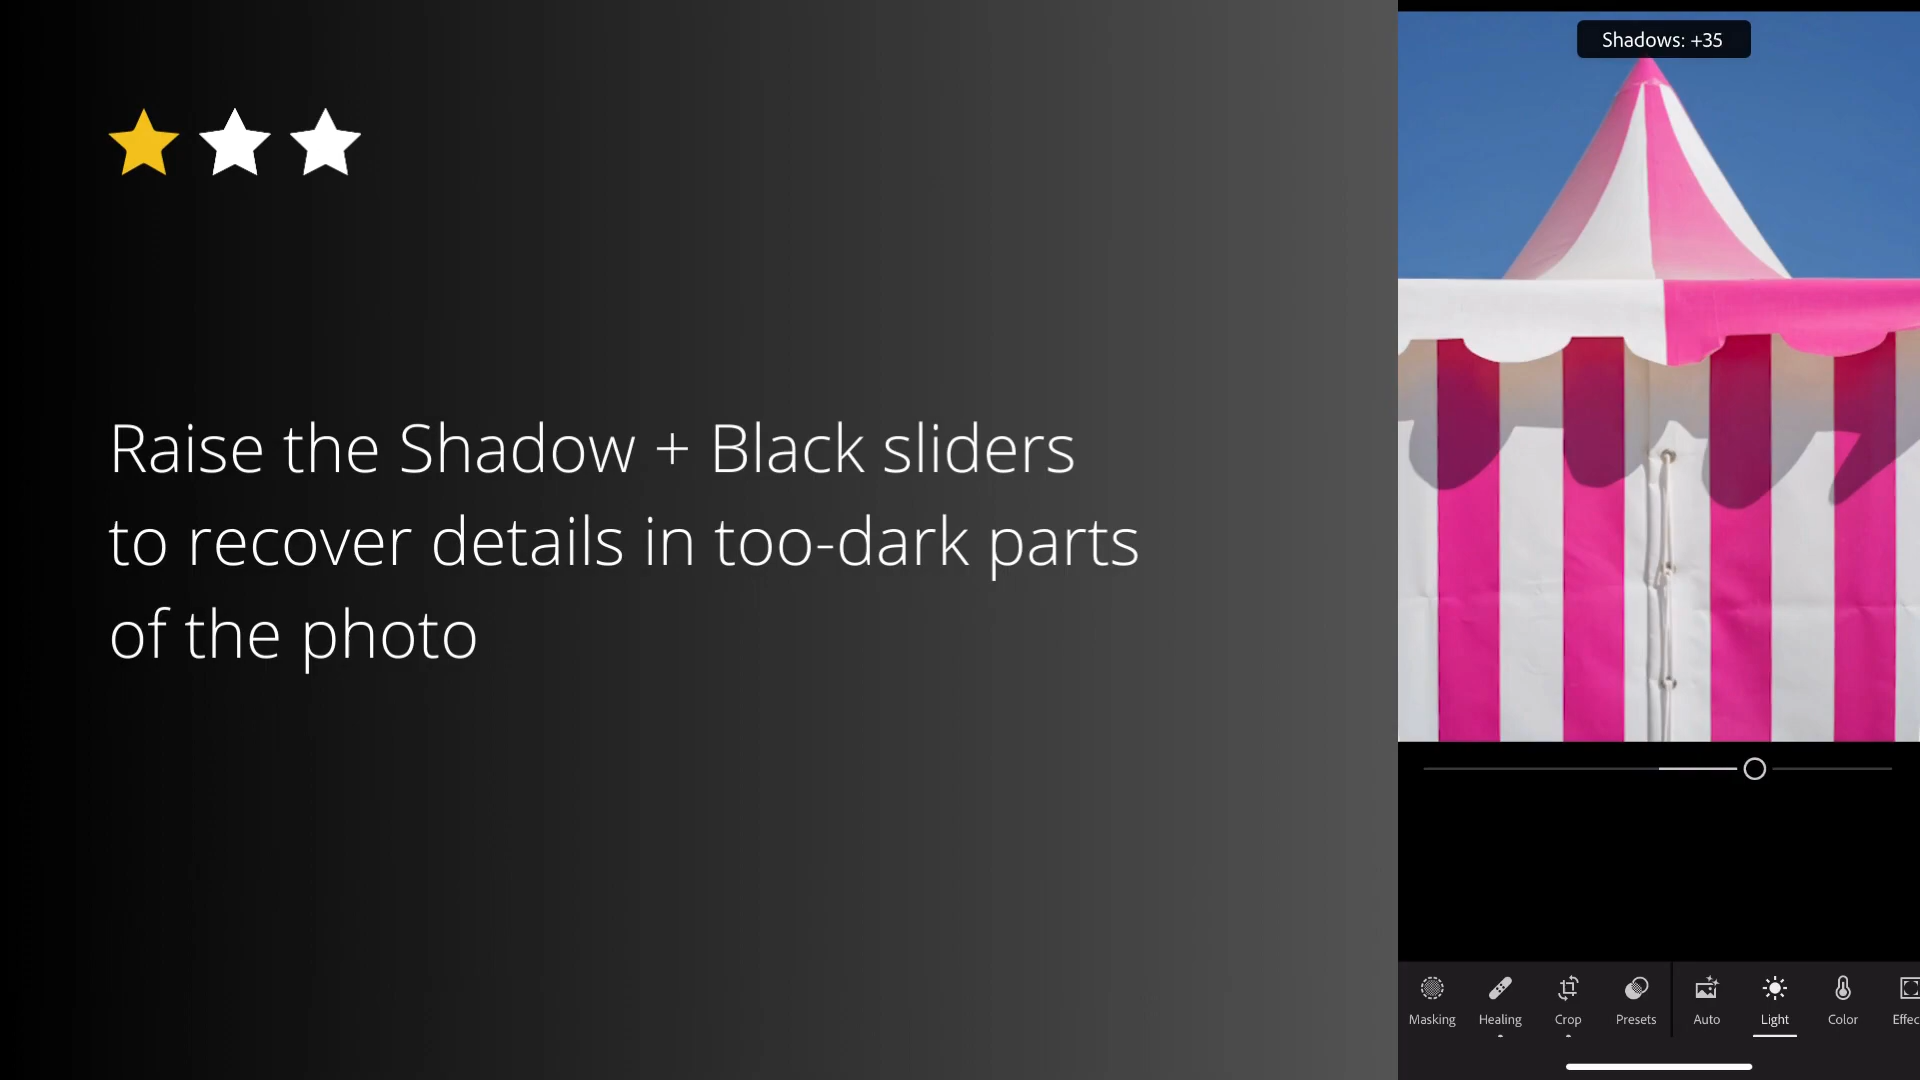 Raise the Shadow + Black sliders
to recover details in too-dark parts
of the photo
Shadows: +35
Masking
Healing
Crop
Presets
Auto
Light
Color
Effec